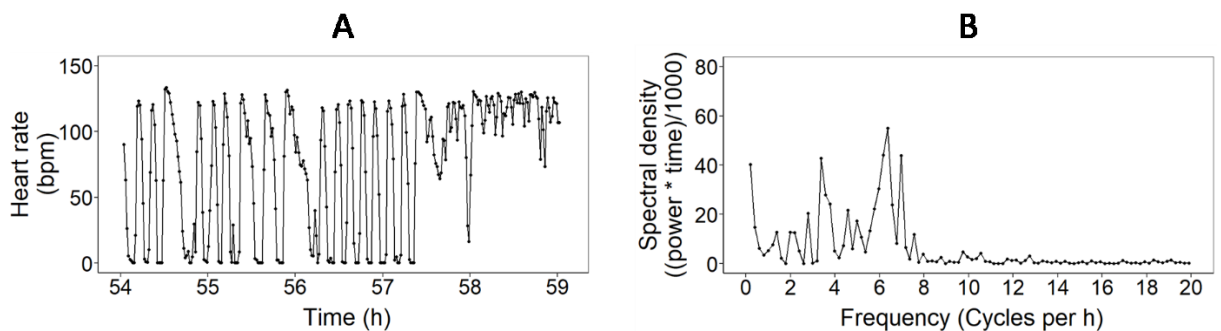 A
Heart rate
(bpm)
150
100
50
0
54 55 56 57 58 59
Time (h)
B
Spectral density
((power * time)/1000)
80
60
40
20
0
0 2 4 6 8 10 12 14 16 18 20
Frequency (Cycles per h)